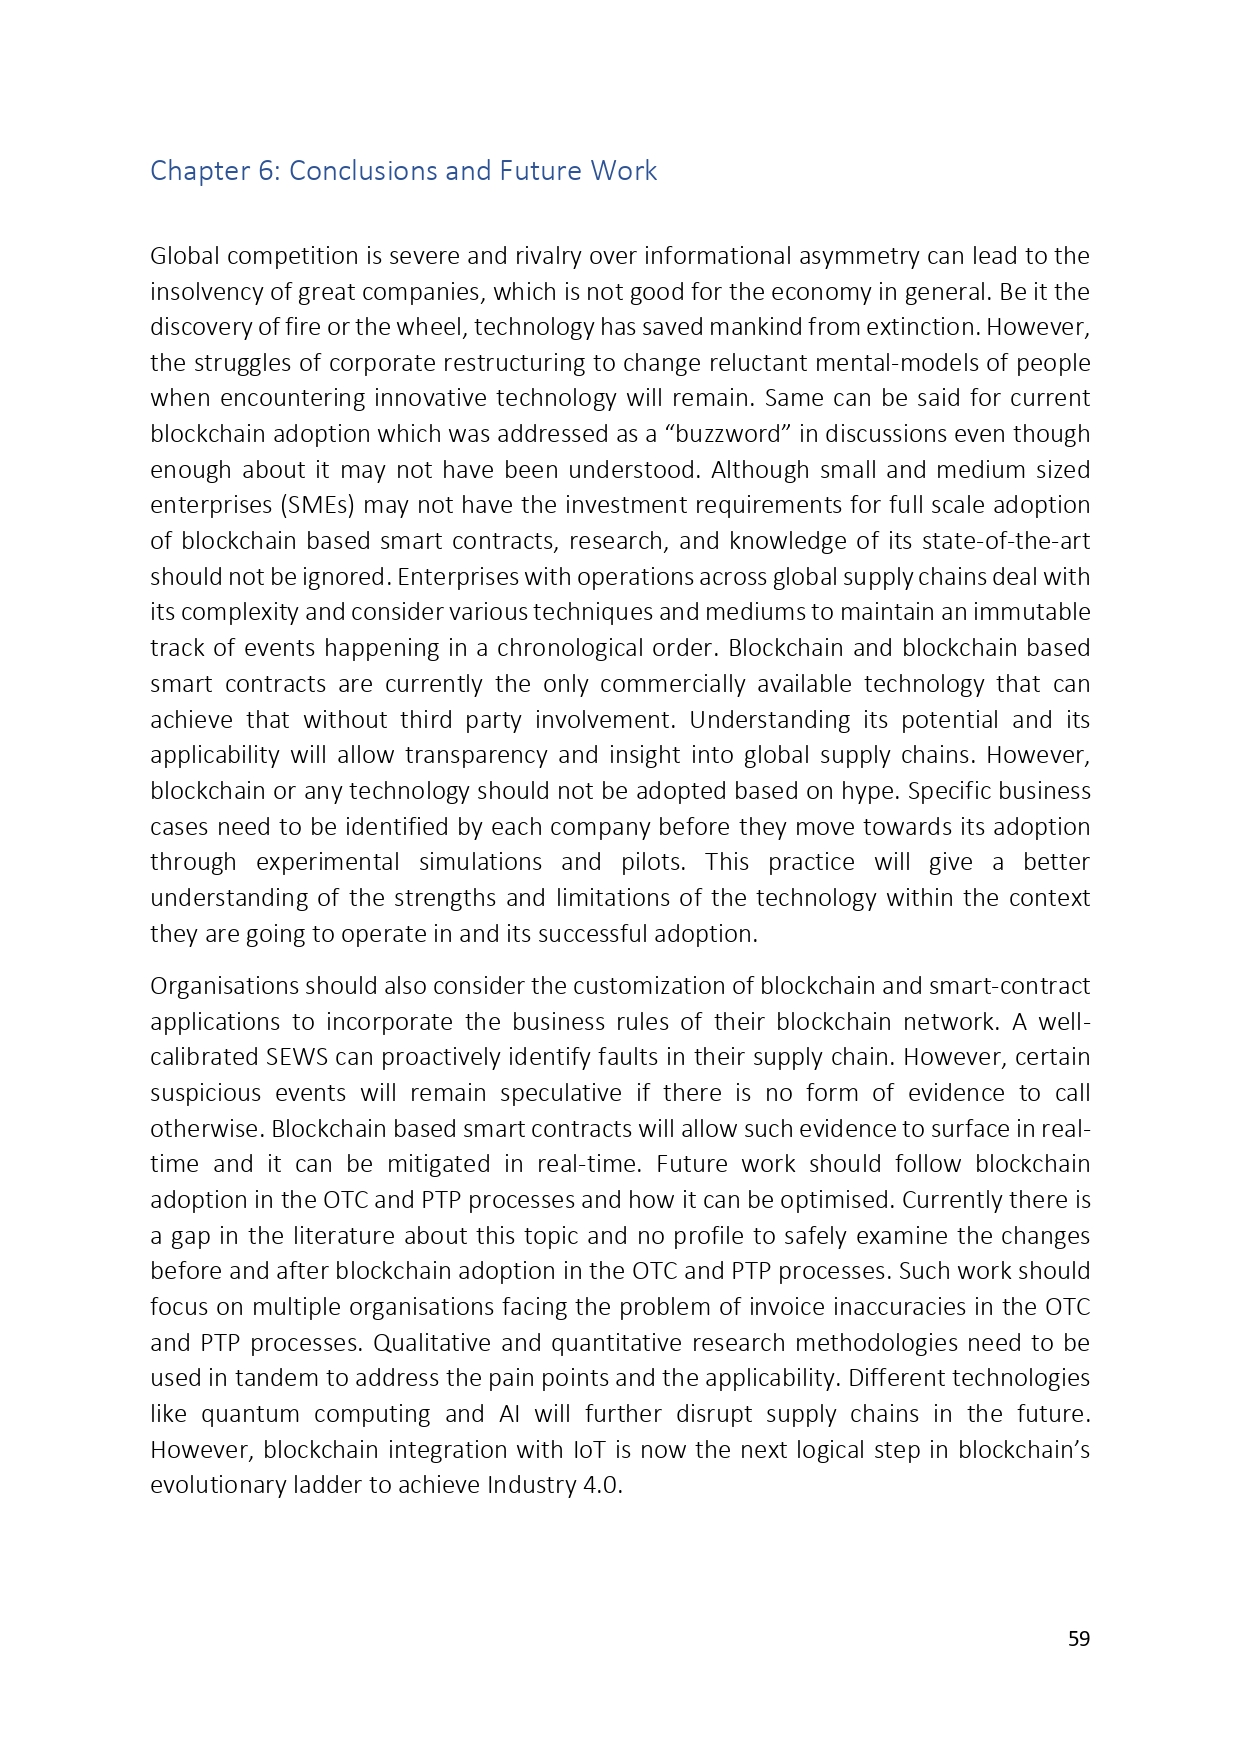 Chapter 6: Conclusions and Future Work
Global competition is severe and rivalry over informational asymmetry can lead to the
insolvency of great companies, which is not good for the economy in general. Be it the
discovery of fire or the wheel, technology has saved mankind from extinction. However,
the struggles of corporate restructuring to change reluctant mental-models of people
when encountering innovative technology will remain. Same can be said for current
blockchain adoption which was addressed as a “buzzword” in discussions even though
enough about it may not have been understood. Although small and medium sized
enterprises (SMEs) may not have the investment requirements for full scale adoption
of blockchain based smart contracts, research, and knowledge of its state-of-the-art
should not be ignored. Enterprises with operations across global supply chains deal with
its complexity and consider various techniques and mediums to maintain an immutable
track of events happening in a chronological order. Blockchain and blockchain based
smart contracts are currently the only commercially available technology that can
achieve that without third party involvement. Understanding its potential and its
applicability will allow transparency and insight into global supply chains. However,
blockchain or any technology should not be adopted based on hype. Specific business
cases need to be identified by each company before they move towards its adoption
through experimental simulations and pilots. This practice will give a better
understanding of the strengths and limitations of the technology within the context
they are going to operate in and its successful adoption.
Organisations should also consider the customization of blockchain and smart-contract
applications to incorporate the business rules of their blockchain network. A well-
calibrated SEWS can proactively identify faults in their supply chain. However, certain
suspicious events will remain speculative if there is no form of evidence to call
otherwise. Blockchain based smart contracts will allow such evidence to surface in real-
time and it can be mitigated in real-time. Future work should follow blockchain
adoption in the OTC and PTP processes and how it can be optimised. Currently there is
a gap in the literature about this topic and no profile to safely examine the changes
before and after blockchain adoption in the OTC and PTP processes. Such work should
focus on multiple organisations facing the problem of invoice inaccuracies in the OTC
and PTP processes. Qualitative and quantitative research methodologies need to be
used in tandem to address the pain points and the applicability. Different technologies
like quantum computing and AI will further disrupt supply chains in the future.
However, blockchain integration with IoT is now the next logical step in blockchain’s
evolutionary ladder to achieve Industry 4.0.
59